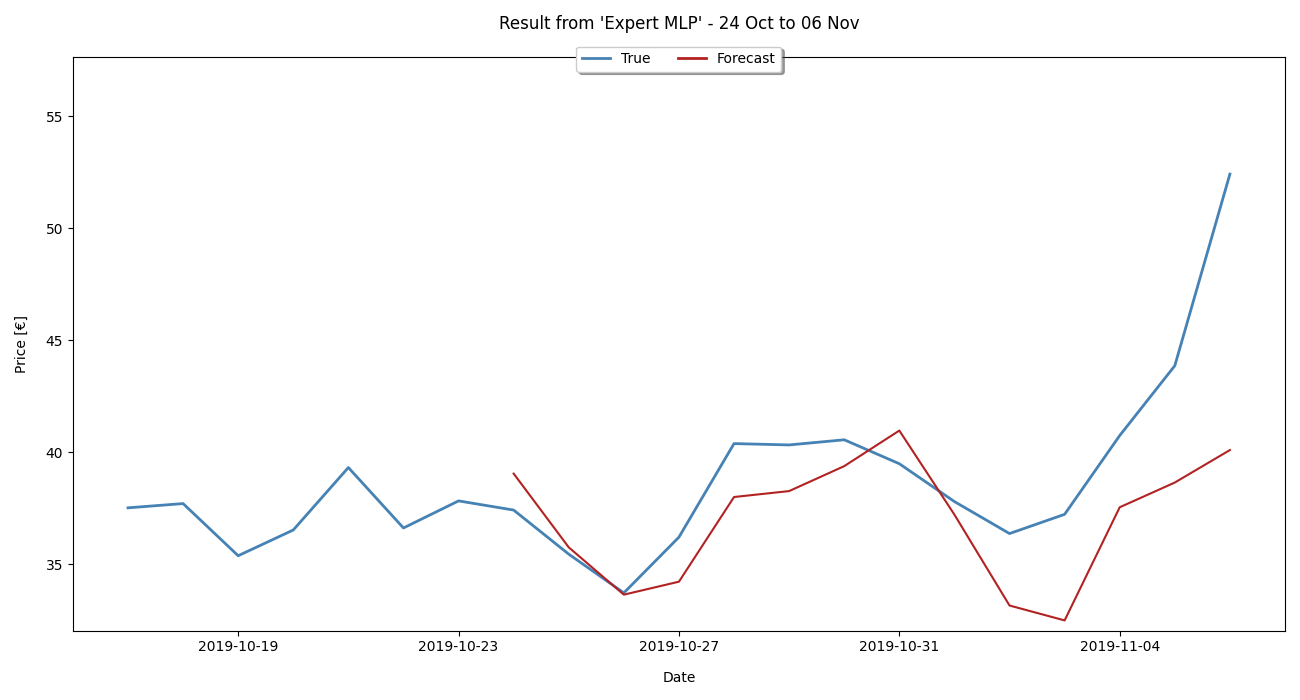 Result from 'Expert MLP' - 24 Oct to 06 Nov
True Forecast
55
50
45
40
35
Price [€]
2019-10-19 2019-10-23 2019-10-27 2019-10-31 2019-11-04
Date